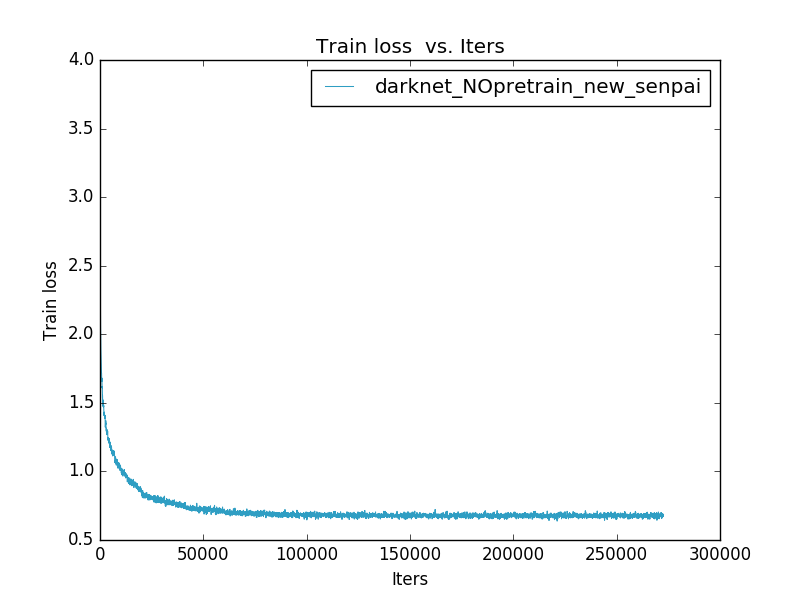 Train loss  vs. Iters
darknet_NOpretrain_new_senpai
4.0
3.5
3.0
2.5
2.0
1.5
1.0
0.5
Train loss
0 50000 100000 150000 200000 250000 300000
Iters